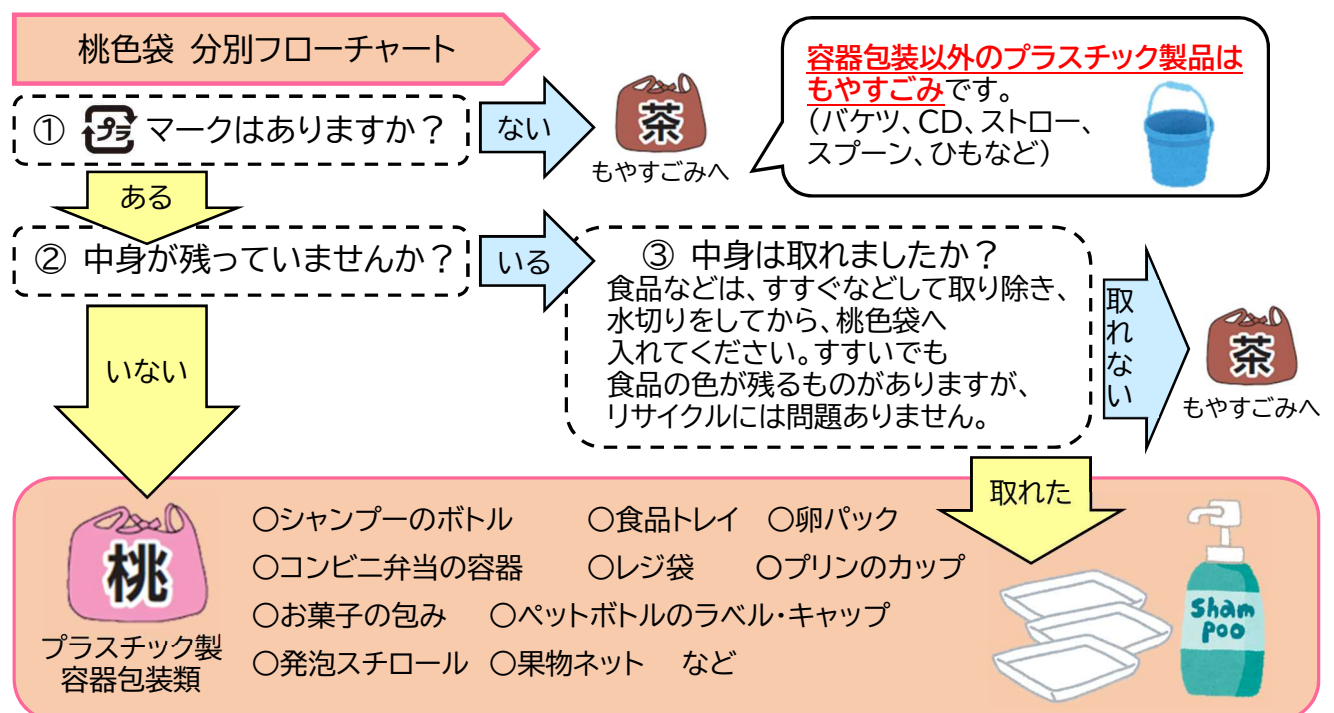 桃色袋 分別フローチャート
① プラ マークはありますか？
ない
茶
もやすごみへ
容器包装以外のプラスチック製品は
もやすごみです。
（バケツ、CD、ストロー、
スプーン、ひもなど）
ある
② 中身が残っていませんか？
いる
③ 中身は取れましたか？
食品などは、すすぐなどして取り除き、
水切りをしてから、桃色袋へ
入れてください。すすいでも
食品の色が残るものがありますが、
リサイクルには問題ありません。
取れない
茶
もやすごみへ
いない
取れた
桃
プラスチック製
容器包装類
○シャンプーのボトル ○食品トレイ ○卵パック
○コンビニ弁当の容器 ○レジ袋 ○プリンのカップ
○お菓子の包み ○ペットボトルのラベル・キャップ
○発泡スチロール ○果物ネット など
Sham
poo